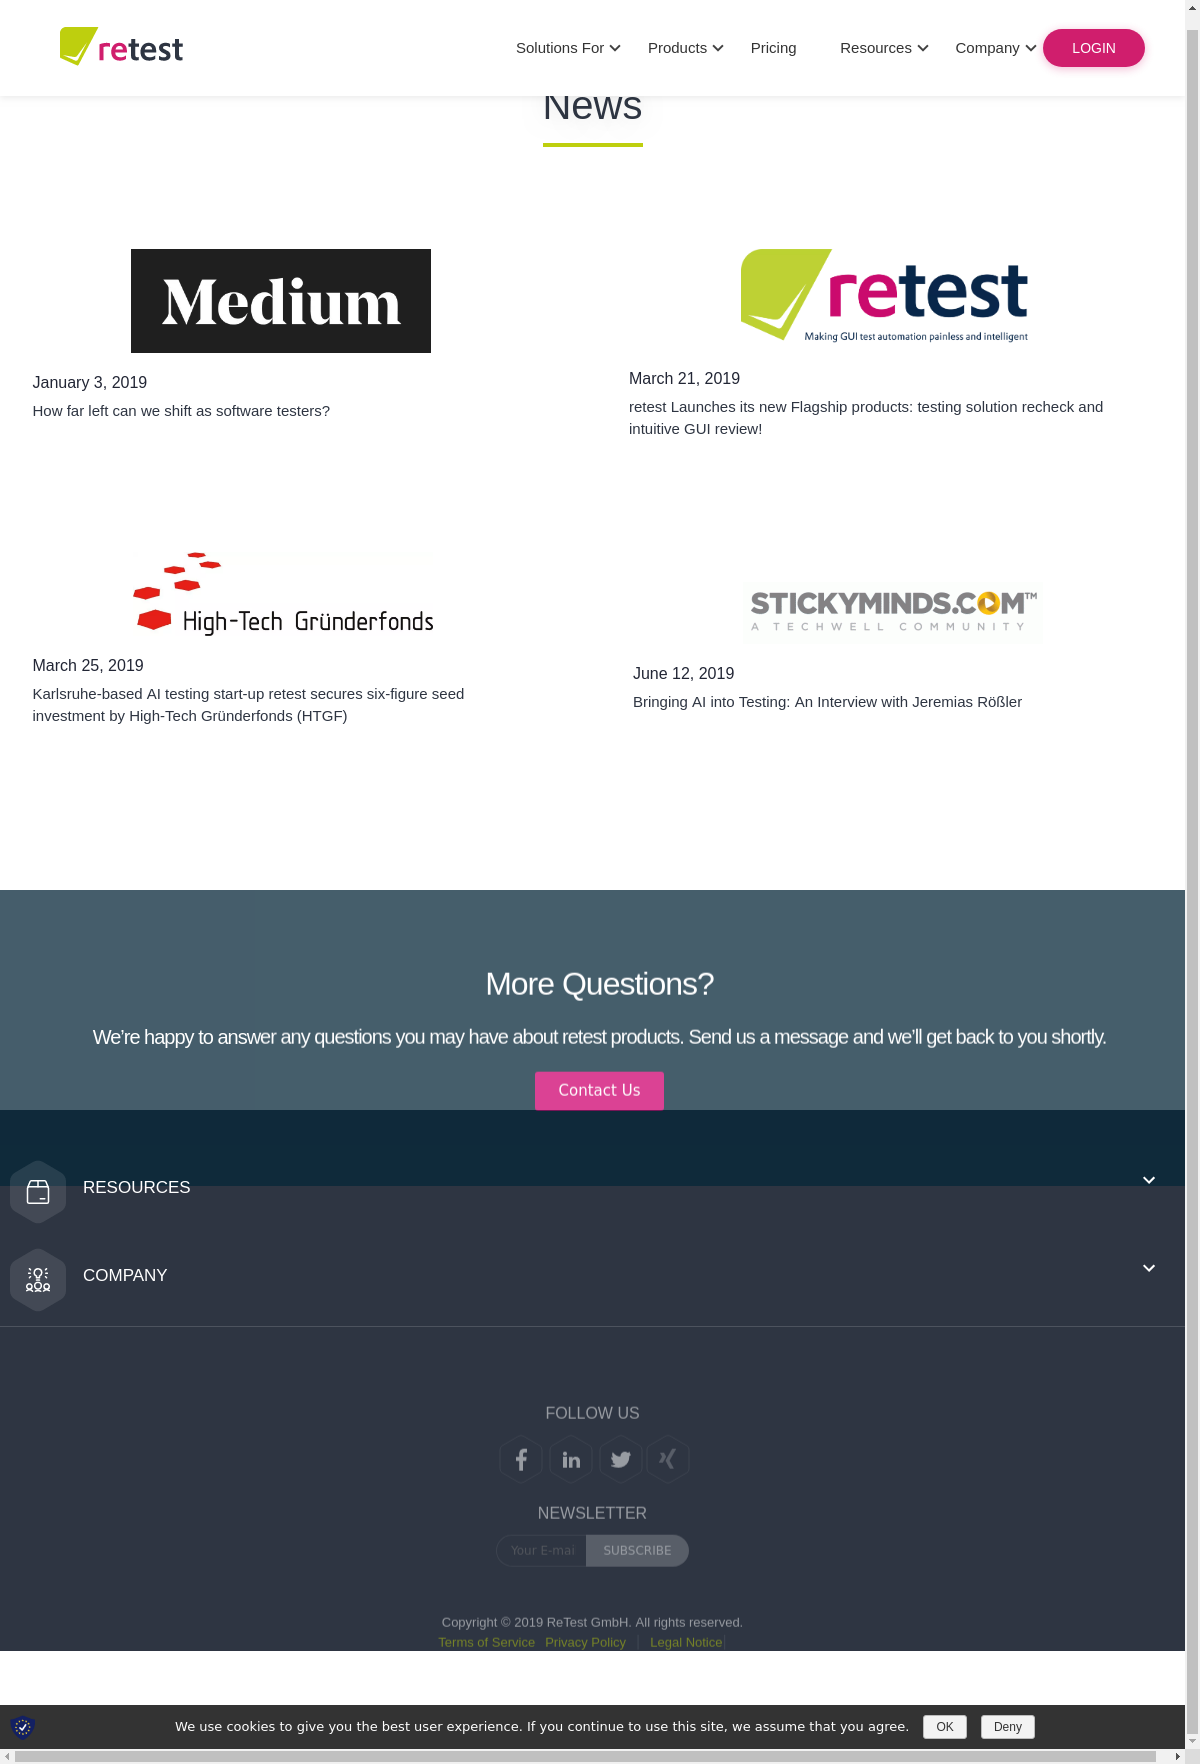 retest
Solutions For
Products
Pricing
Resources
Company
LOGIN
News
Medium
January 3, 2019
How far left can we shift as software testers?
retest
Making GUI test automation painless and intelligent
March 21, 2019
retest Launches its new Flagship products: testing solution recheck and
intuitive GUI review!
High-Tech Gründerfonds
March 25, 2019
Karlsruhe-based AI testing start-up retest secures six-figure seed
investment by High-Tech Gründerfonds (HTGF)
STICKYMINDS.COM™
A TECHWELL COMMUNITY
June 12, 2019
Bringing AI into Testing: An Interview with Jeremias Rößler
More Questions?
We’re happy to answer any questions you may have about retest products. Send us a message and we’ll get back to you shortly.
Contact Us
RESOURCES
COMPANY
FOLLOW US
NEWSLETTER
Your E-mai
SUBSCRIBE
Copyright © 2019 ReTest GmbH. All rights reserved.
Terms of Service Privacy Policy | Legal Notice|
We use cookies to give you the best user experience. If you continue to use this site, we assume that you agree.
OK
Deny